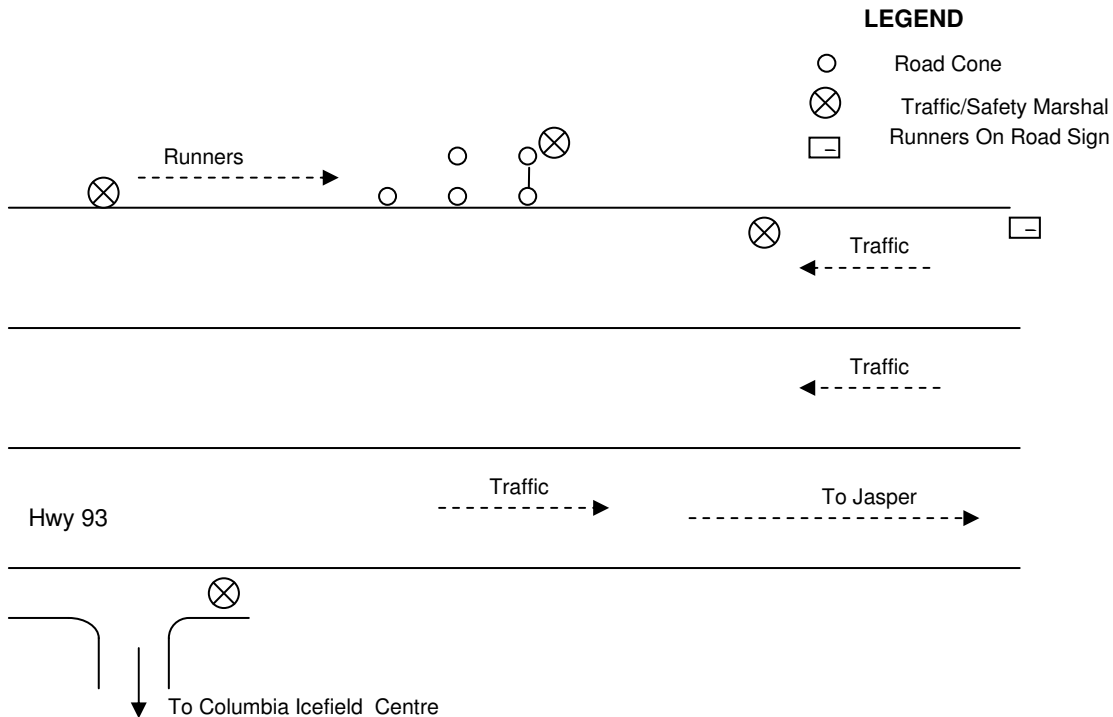 LEGEND
Road Cone
Traffic/Safety Marshal
Runners On Road Sign
Runners
Traffic
Traffic
Traffic
To Jasper
Hwy 93
To Columbia Icefield Centre